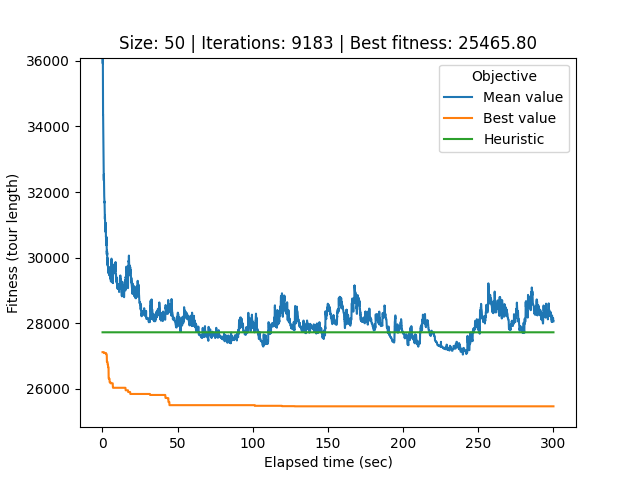 Size: 50 | Iterations: 9183 | Best fitness: 25465.80
36000
34000
32000
30000
28000
26000
Fitness (tour length)
Objective
Mean value
Best value
Heuristic
0
50
100
150
200
250
300
Elapsed time (sec)